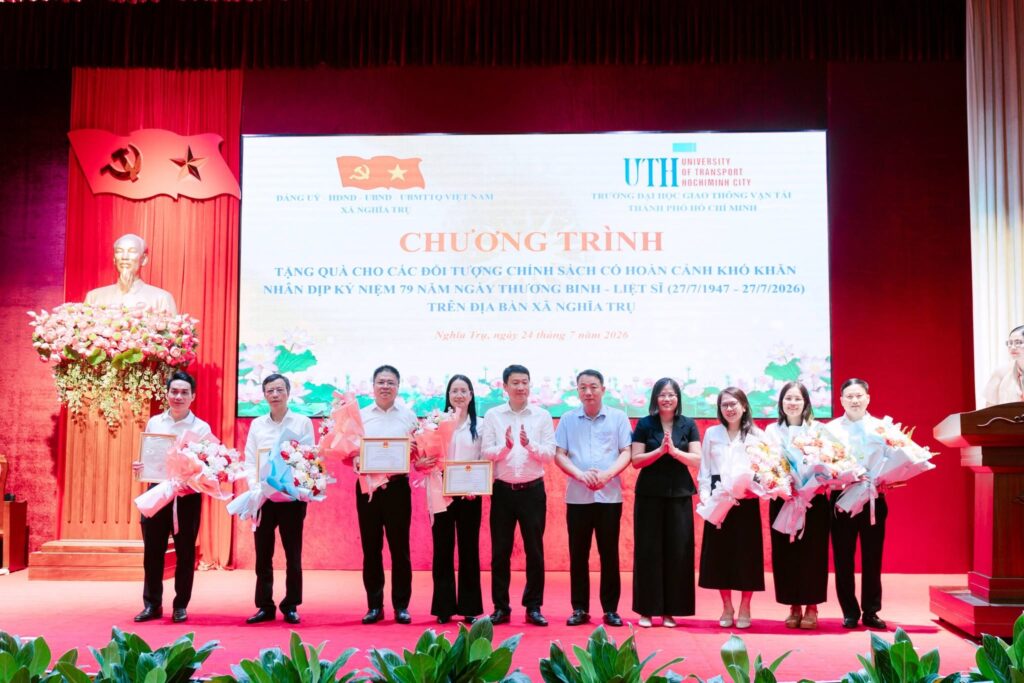 ĐẢNG ỦY - HĐND - UBND - UBMTTQ VIỆT NAM
XÃ NGHĨA TRỤ
UTH UNIVERSITY
OF TRANSPORT
HOCHIMINH CITY
TRƯỜNG ĐẠI HỌC GIAO THÔNG VẬN TẢI
THÀNH PHỐ HỒ CHÍ MINH
CHƯƠNG TRÌNH
TẶNG QUÀ CHO CÁC ĐỐI TƯỢNG CHÍNH SÁCH CÓ HOÀN CẢNH KHÓ KHĂN
NHÂN DỊP KỶ NIỆM 79 NĂM NGÀY THƯƠNG BINH - LIỆT SĨ (27/7/1947 - 27/7/2026)
TRÊN ĐỊA BÀN XÃ NGHĨA TRỤ
Nghĩa Trụ, ngày 24 tháng 7 năm 2026